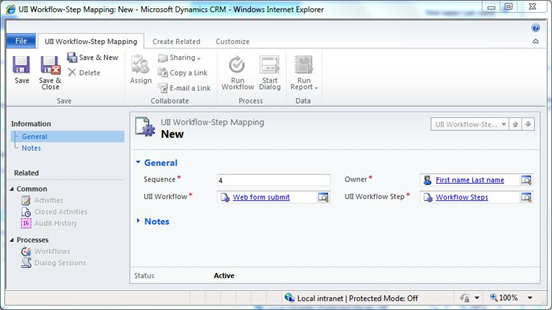 UII Workflow-Step Mapping: New - Microsoft Dynamics CRM - Windows Internet Explorer
File UII Workflow-Step Mapping Create Related Customize
Save Save & Close Save & New Delete Assign Sharing Copy a Link E-mail a Link Run Workflow Start Dialog Run Report
Save Collaborate Process Data
Information
General
Notes
Related
Common
Activities
Closed Activities
16 Audit History
Processes
Workflows
Dialog Sessions
UII Workflow-Step Mapping
New
UII Workflow-Ste...
General
Sequence * 4 Owner * First name Last name
UII Workflow * Web form submit UII Workflow Step * Workflow Steps
Notes
Status Active
Local intranet | Protected Mode: Off 100%